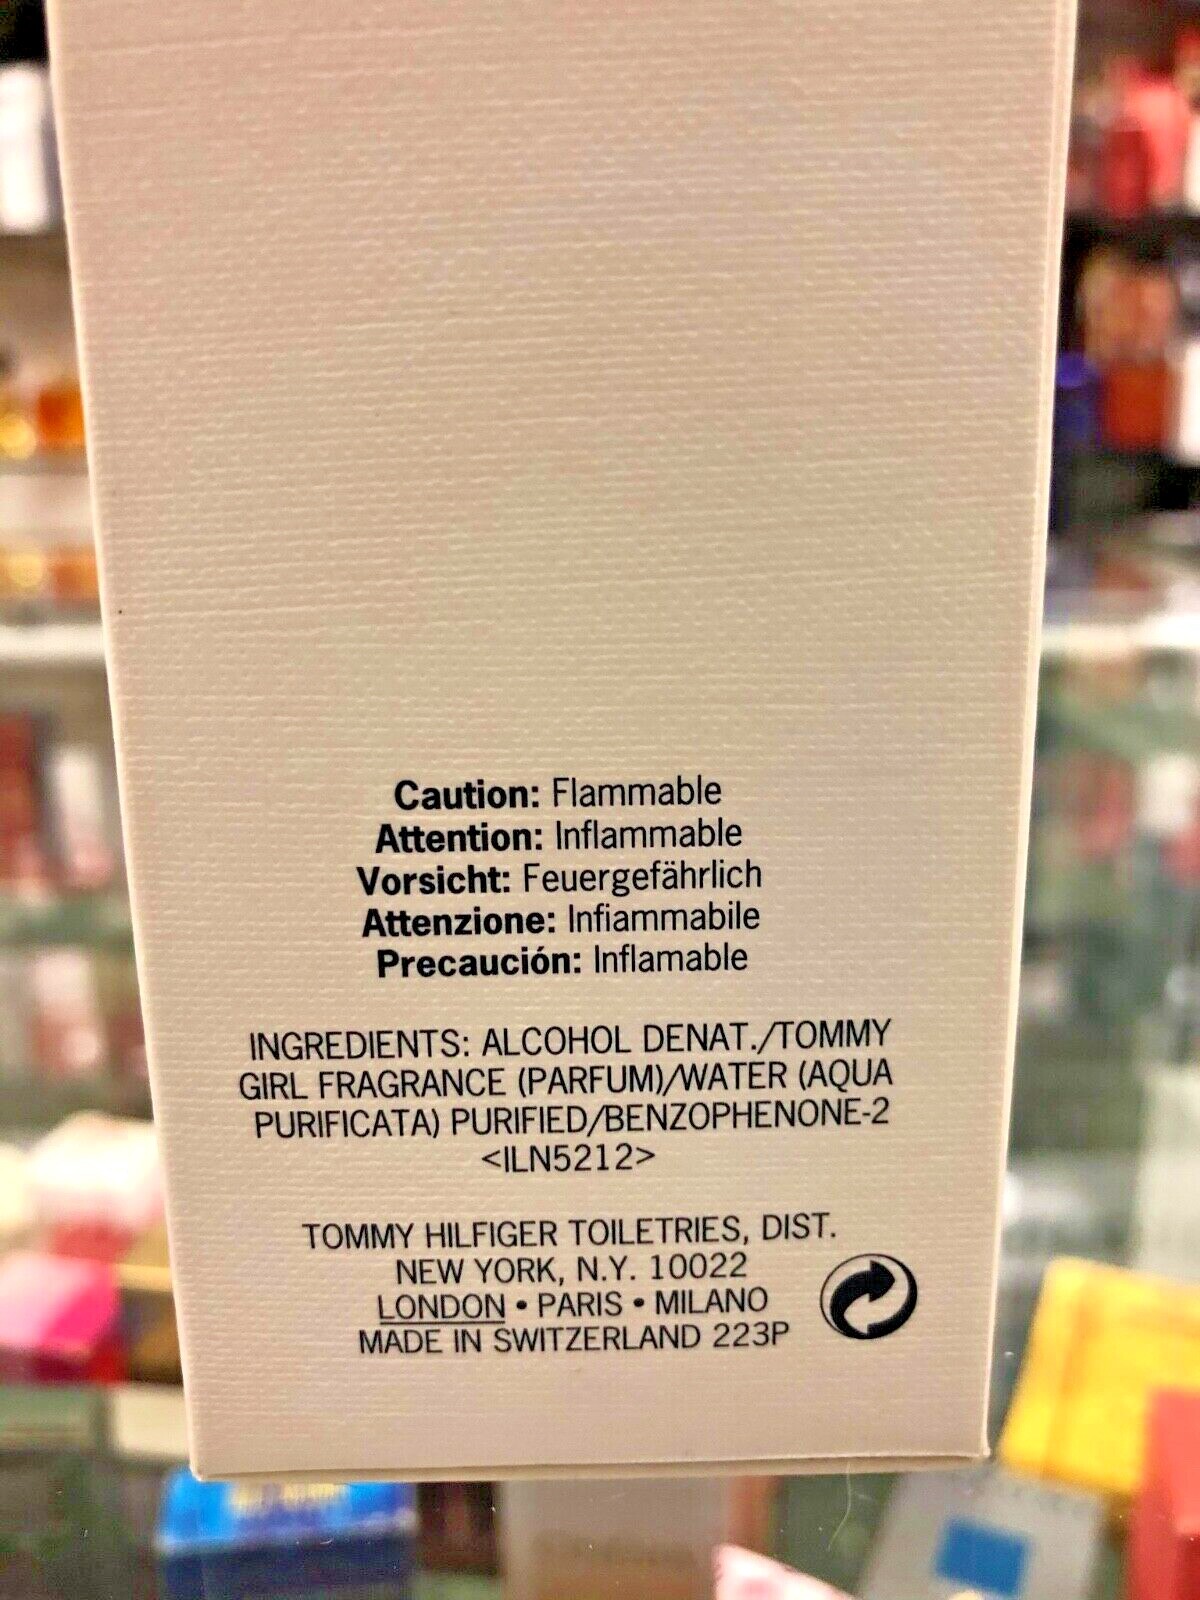 Caution: Flammable
Attention: Inflammable
Vorsicht: Feuergefährlich
Attenzione: Infiammabile
Precaución: Inflamable
INGREDIENTS: ALCOHOL DENAT./TOMMY
GIRL FRAGRANCE (PARFUM)/WATER (AQUA
PURIFICATA) PURIFIED/BENZOPHENONE-2
<ILN5212>
TOMMY HILFIGER TOILETRIES, DIST.
NEW YORK, N.Y. 10022
LONDON • PARIS • MILANO
MADE IN SWITZERLAND 223P